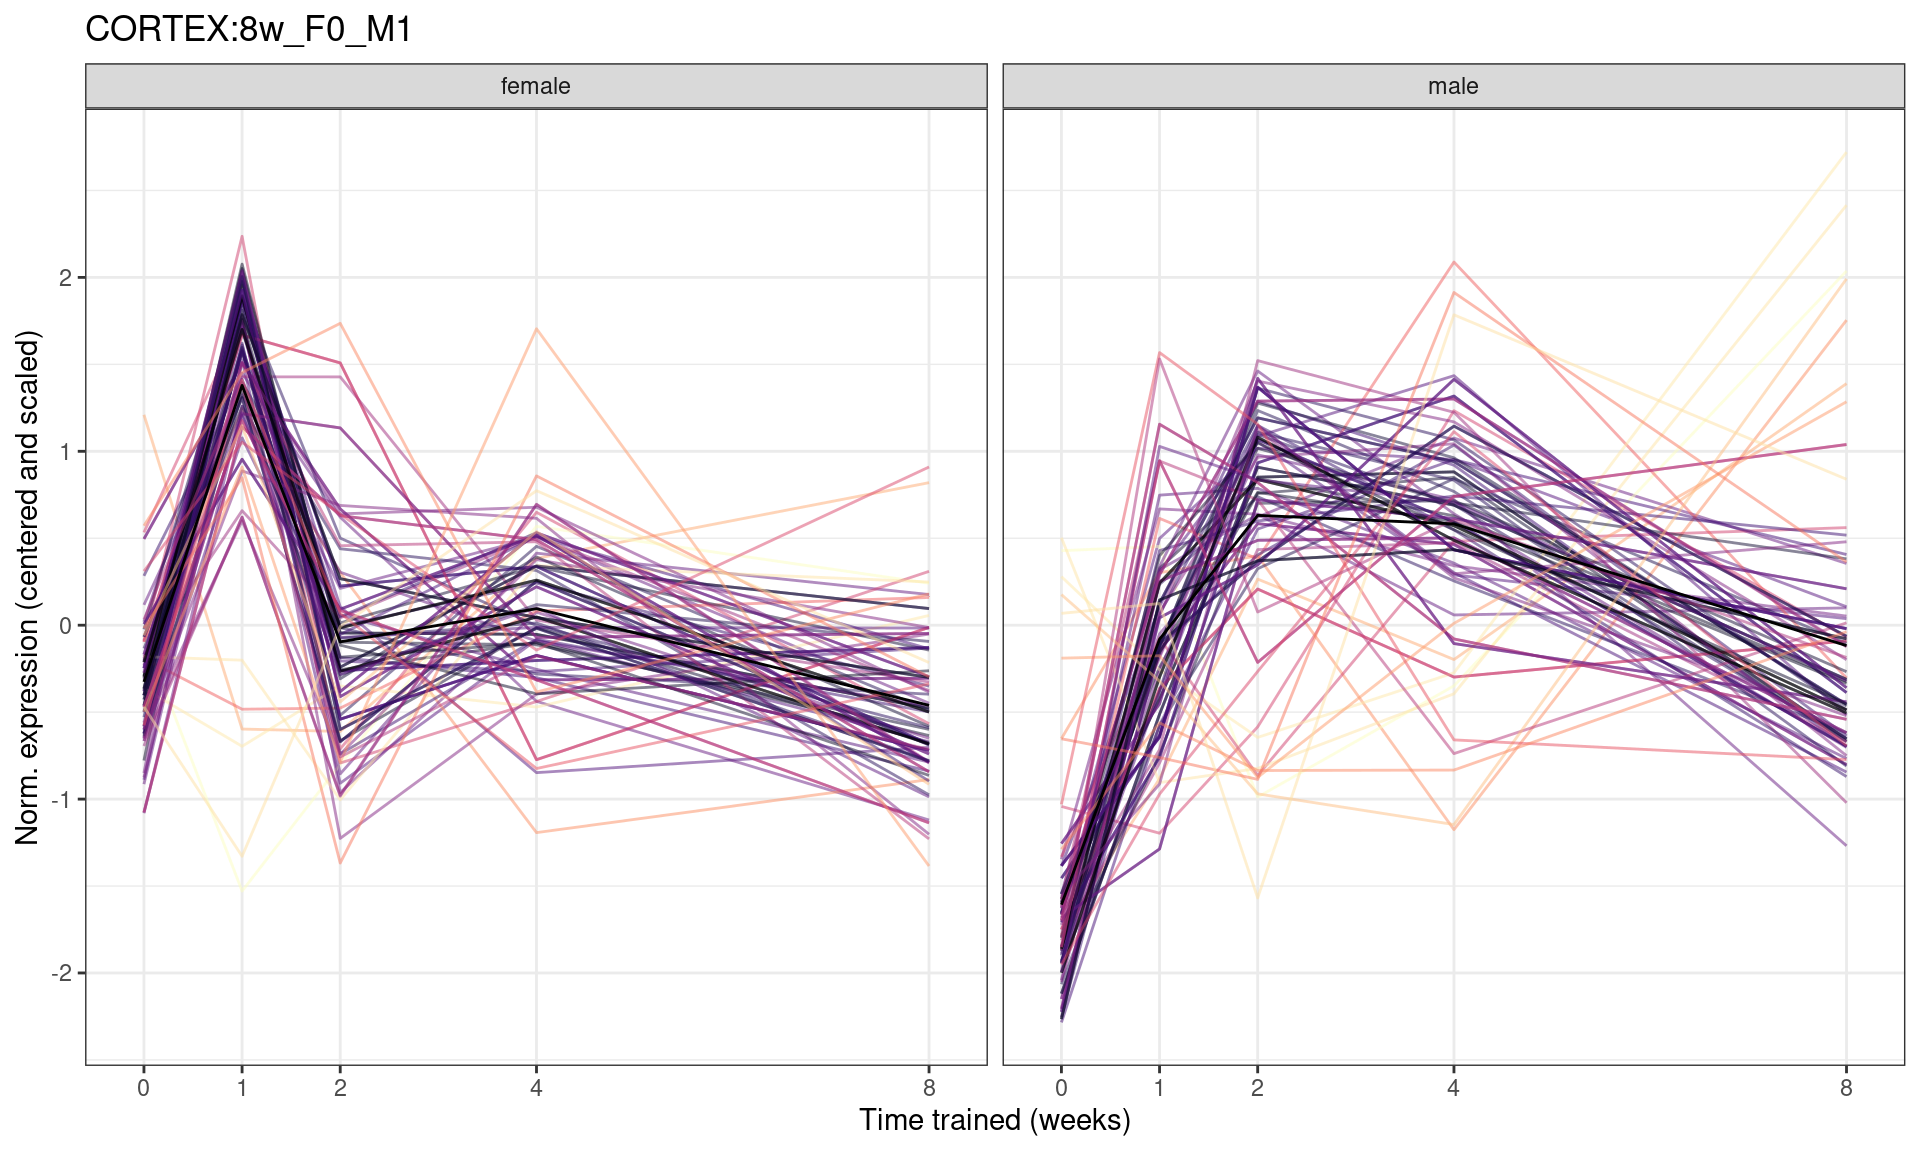 CORTEX:8w_F0_M1
female
male
Norm. expression (centered and scaled)
2
1
0
-1
-2
0 1 2 4 8
0 1 2 4 8
Time trained (weeks)